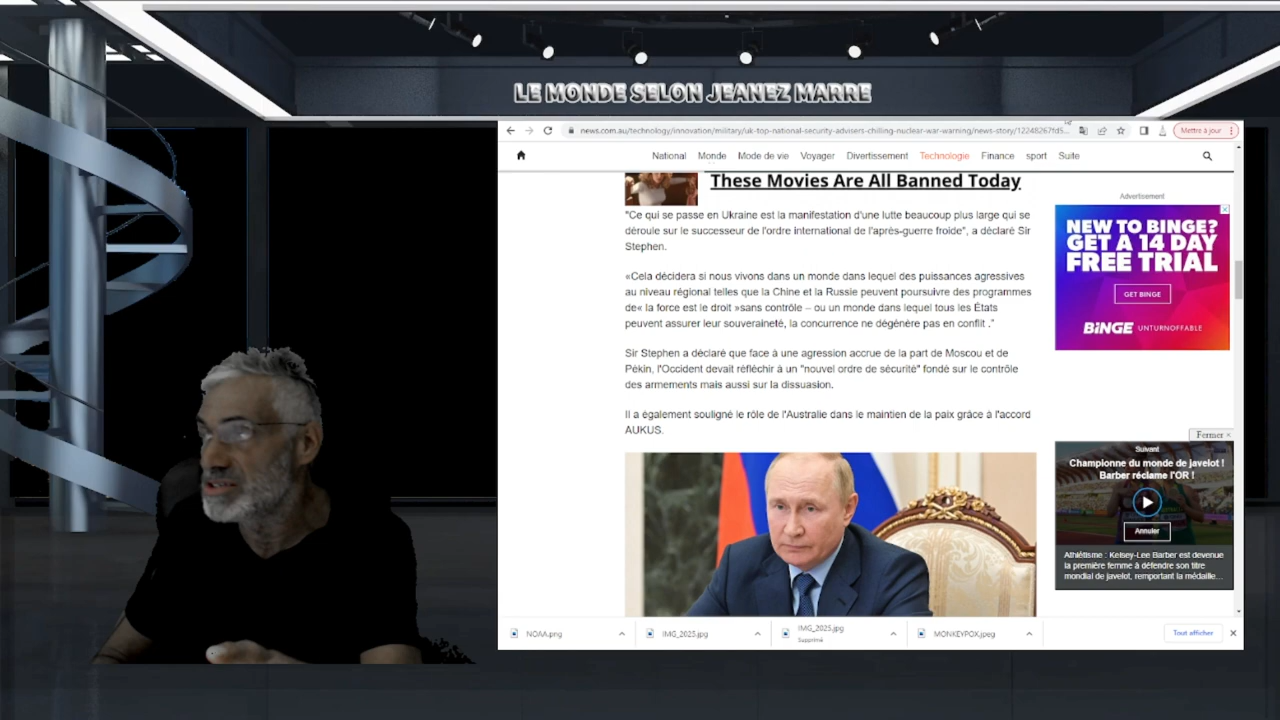 LE MONDE SELON JEANEZ MARRE
news.com.au/technology/innovation/military/uk-top-national-security-advisers-chilling-nuclear-war-warning/news-story/12248267fd5...
Mettre à jour
National Monde Mode de vie Voyager Divertissement Technologie Finance sport Suite
These Movies Are All Banned Today
"Ce qui se passe en Ukraine est la manifestation d'une lutte beaucoup plus large qui se
déroule sur le successeur de l'ordre international de l'après-guerre froide", a déclaré Sir
Stephen.
«Cela décidera si nous vivons dans un monde dans lequel des puissances agressives
au niveau régional telles que la Chine et la Russie peuvent poursuivre des programmes
de« la force est le droit »sans contrôle – ou un monde dans lequel tous les États
peuvent assurer leur souveraineté, la concurrence ne dégénère pas en conflit ."
Sir Stephen a déclaré que face à une agression accrue de la part de Moscou et de
Pékin, l'Occident devait réfléchir à un "nouvel ordre de sécurité" fondé sur le contrôle
des armements mais aussi sur la dissuasion.
Il a également souligné le rôle de l'Australie dans le maintien de la paix grâce à l'accord
AUKUS.
Advertisement
NEW TO BINGE?
GET A 14 DAY
FREE TRIAL
GET BINGE
BINGE UNTURNOFFABLE
Fermer ×
Suivant
Championne du monde de javelot !
Barber réclame l'OR !
Annuler
Athlétisme : Kelsey-Lee Barber est devenue
la première femme à défendre son titre
mondial de javelot, remportant la médaille...
NOAA.png
IMG_2025.jpg
IMG_2025.jpg
Supprimé
MONKEYPOX.jpeg
Tout afficher